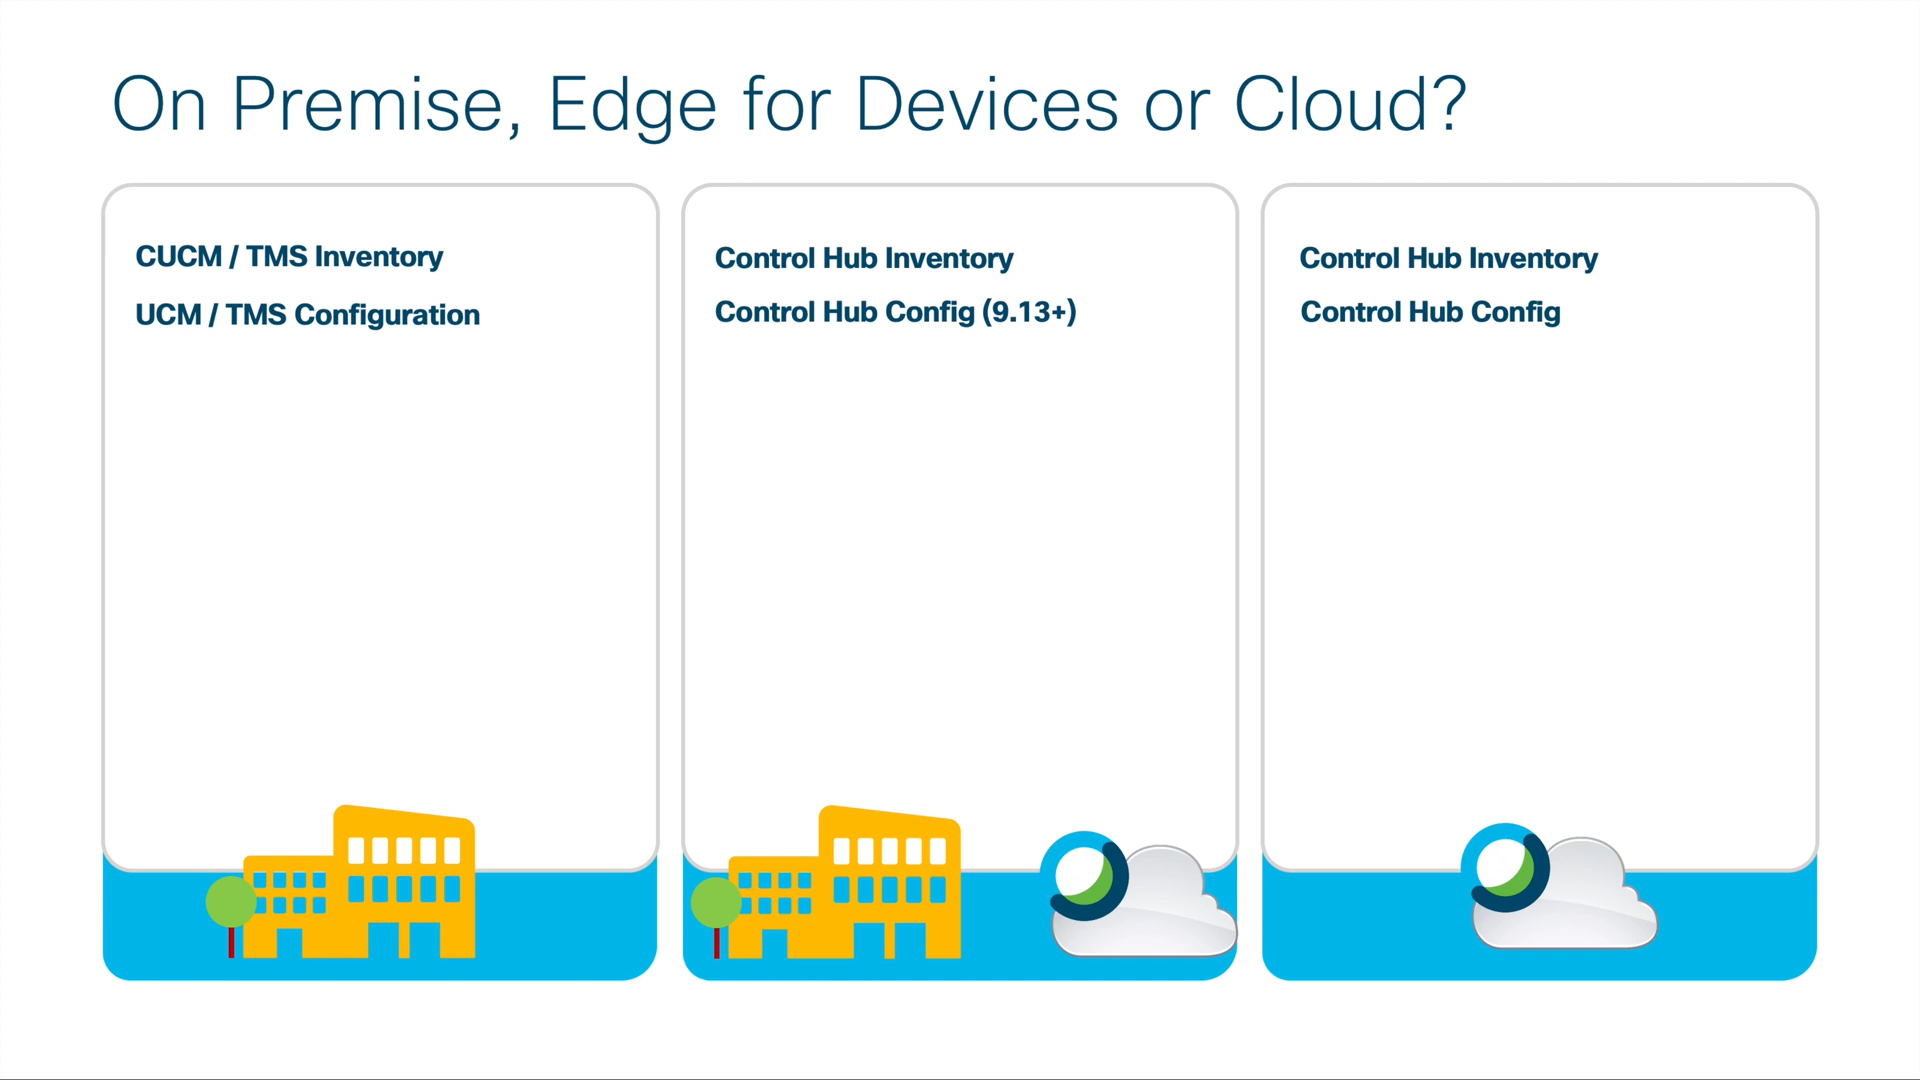 On Premise, Edge for Devices or Cloud?
CUCM / TMS Inventory
UCM / TMS Configuration
Control Hub Inventory
Control Hub Config (9.13+)
Control Hub Inventory
Control Hub Config